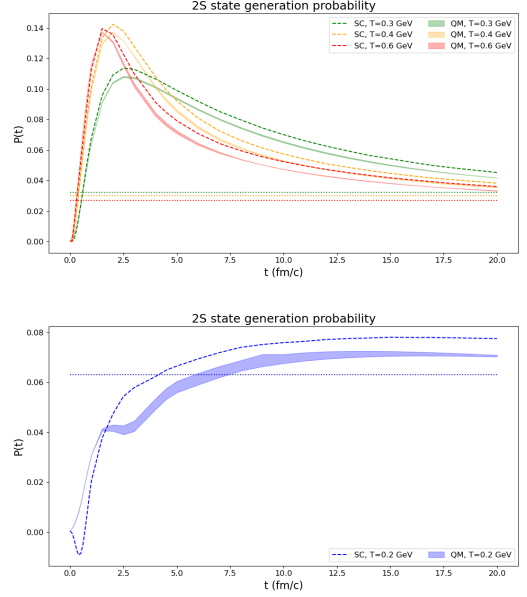 2S state generation probability
SC, T=0.3 GeV
SC, T=0.4 GeV
SC, T=0.6 GeV
QM, T=0.3 GeV
QM, T=0.4 GeV
QM, T=0.6 GeV
P(t)
0.14
0.12
0.10
0.08
0.06
0.04
0.02
0.00
0.0 2.5 5.0 7.5 10.0 12.5 15.0 17.5 20.0
t (fm/c)
2S state generation probability
P(t)
0.08
0.06
0.04
0.02
0.00
SC, T=0.2 GeV
QM, T=0.2 GeV
0.0 2.5 5.0 7.5 10.0 12.5 15.0 17.5 20.0
t (fm/c)